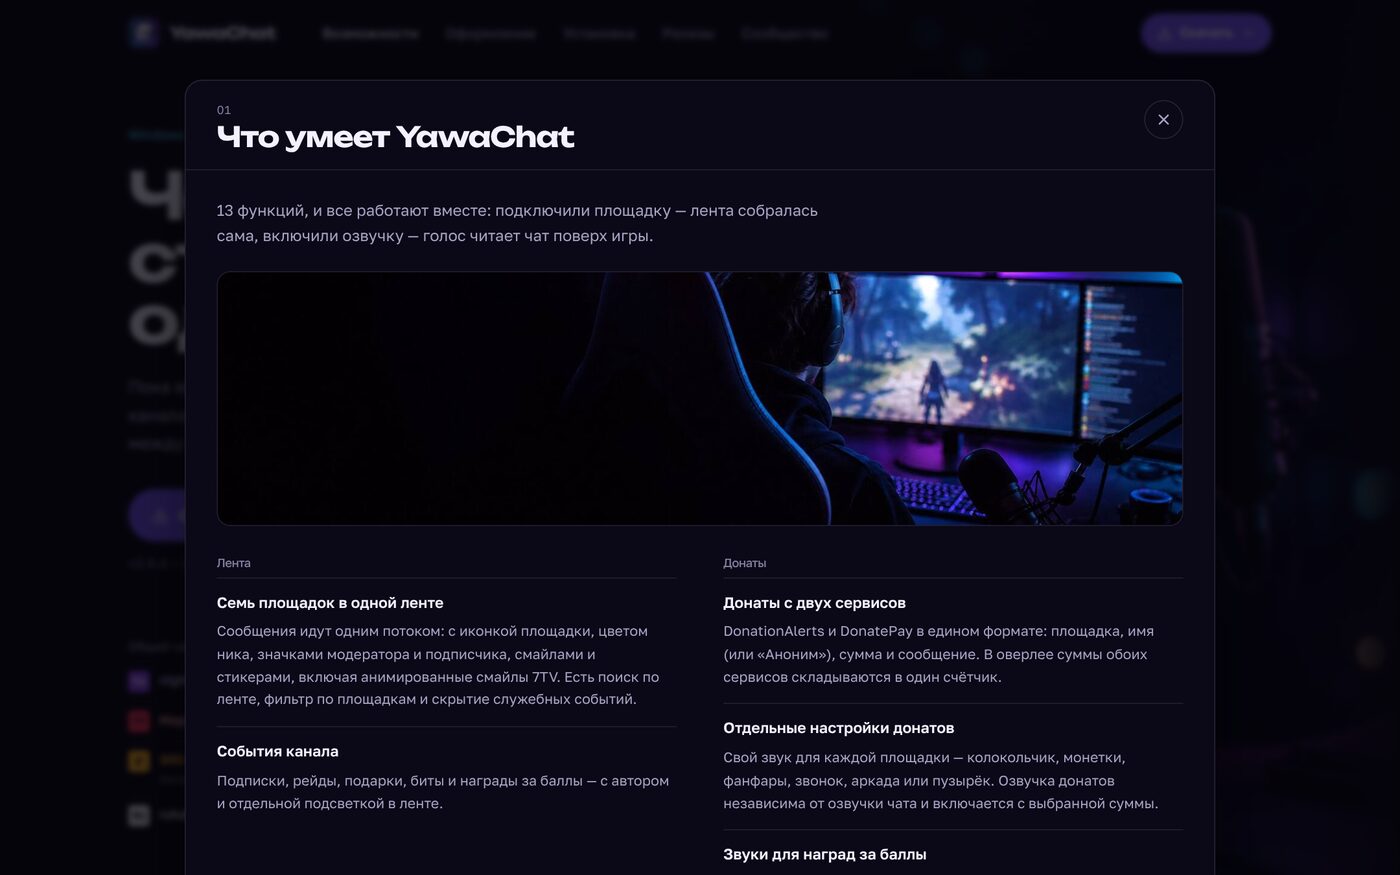 YawaChat
Возможности
Оформление
Установка
Сообщество
Скачать
01
Что умеет YawaChat
13 функций, и все работают вместе: подключили площадку — лента собралась
сама, включили озвучку — голос читает чат поверх игры.
Лента
Семь площадок в одной ленте
Сообщения идут одним потоком: с иконкой площадки, цветом
ника, значками модератора и подписчика, смайлами и
стикерами, включая анимированные смайлы 7TV. Есть поиск по
ленте, фильтр по площадкам и скрытие служебных событий.
События канала
Подписки, рейды, подарки, биты и награды за баллы — с автором
и отдельной подсветкой в ленте.
Донаты
Донаты с двух сервисов
DonationAlerts и DonatePay в едином формате: площадка, имя
(или «Аноним»), сумма и сообщение. В оверлее суммы обоих
сервисов складываются в один счётчик.
Отдельные настройки донатов
Свой звук для каждой площадки — колокольчик, монетки,
фанфары, звонок, аркада или пузырёк. Озвучка донатов
независима от озвучки чата и включается с выбранной суммы.
Звуки для наград за баллы